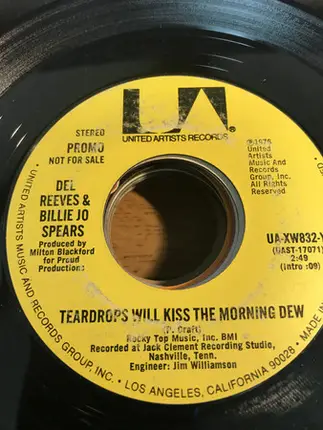 UA
UNITED ARTISTS RECORDS
STEREO
PROMO
NOT FOR SALE
℗1976
United
Artists
Music And
Records
Group, Inc.
All Rights
Reserved
DEL
REEVES &
BILLIE JO
SPEARS
Produced by
Milton Blackford
for Proud
Productions
UA-XW832-Y
(UAST-17071)
2:49
(Intro :09)
TEARDROPS WILL KISS THE MORNING DEW
(P. Craft)
Rocky Top Music, Inc. BMI
Recorded at Jack Clement Recording Studio,
Nashville, Tenn.
Engineer: Jim Williamson
• UNITED ARTISTS MUSIC AND RECORDS GROUP, INC. • LOS ANGELES, CALIFORNIA 90028 • MADE IN